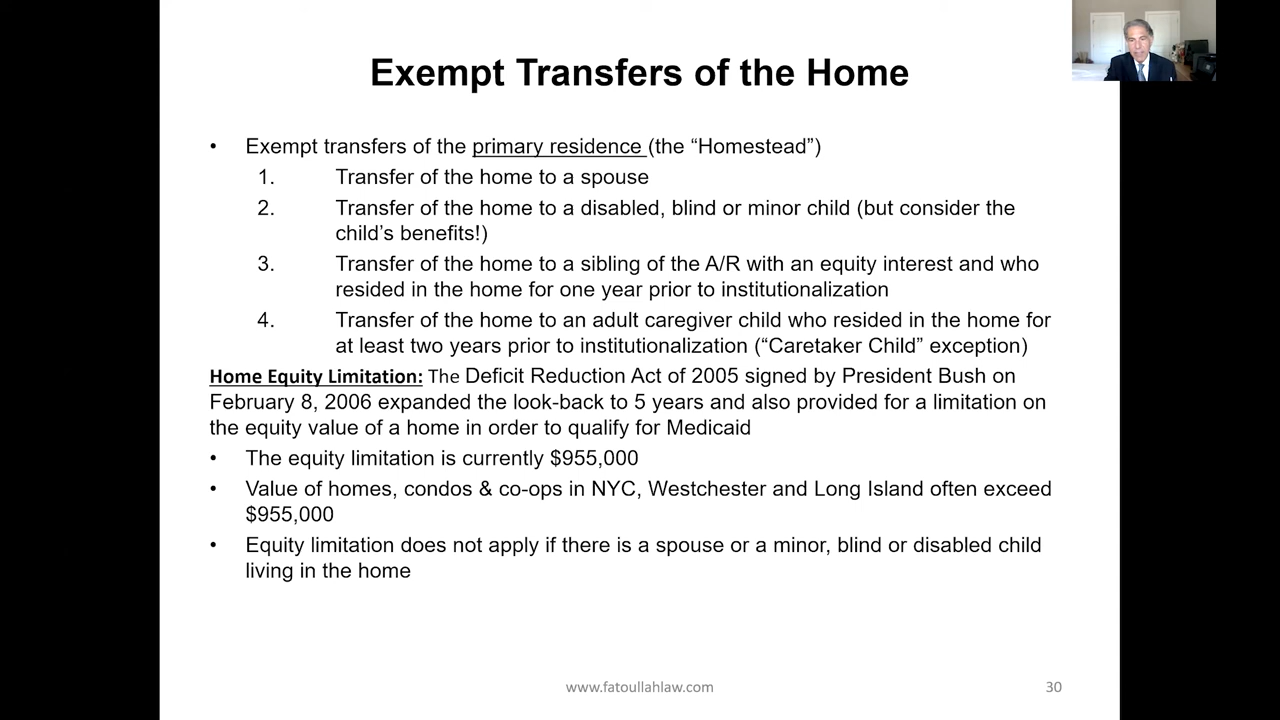 Exempt Transfers of the Home
• Exempt transfers of the primary residence (the “Homestead”)
1. Transfer of the home to a spouse
2. Transfer of the home to a disabled, blind or minor child (but consider the
child’s benefits!)
3. Transfer of the home to a sibling of the A/R with an equity interest and who
resided in the home for one year prior to institutionalization
4. Transfer of the home to an adult caregiver child who resided in the home for
at least two years prior to institutionalization (“Caretaker Child” exception)
Home Equity Limitation: The Deficit Reduction Act of 2005 signed by President Bush on
February 8, 2006 expanded the look-back to 5 years and also provided for a limitation on
the equity value of a home in order to qualify for Medicaid
• The equity limitation is currently $955,000
• Value of homes, condos & co-ops in NYC, Westchester and Long Island often exceed
$955,000
• Equity limitation does not apply if there is a spouse or a minor, blind or disabled child
living in the home
www.fatoullahlaw.com
30